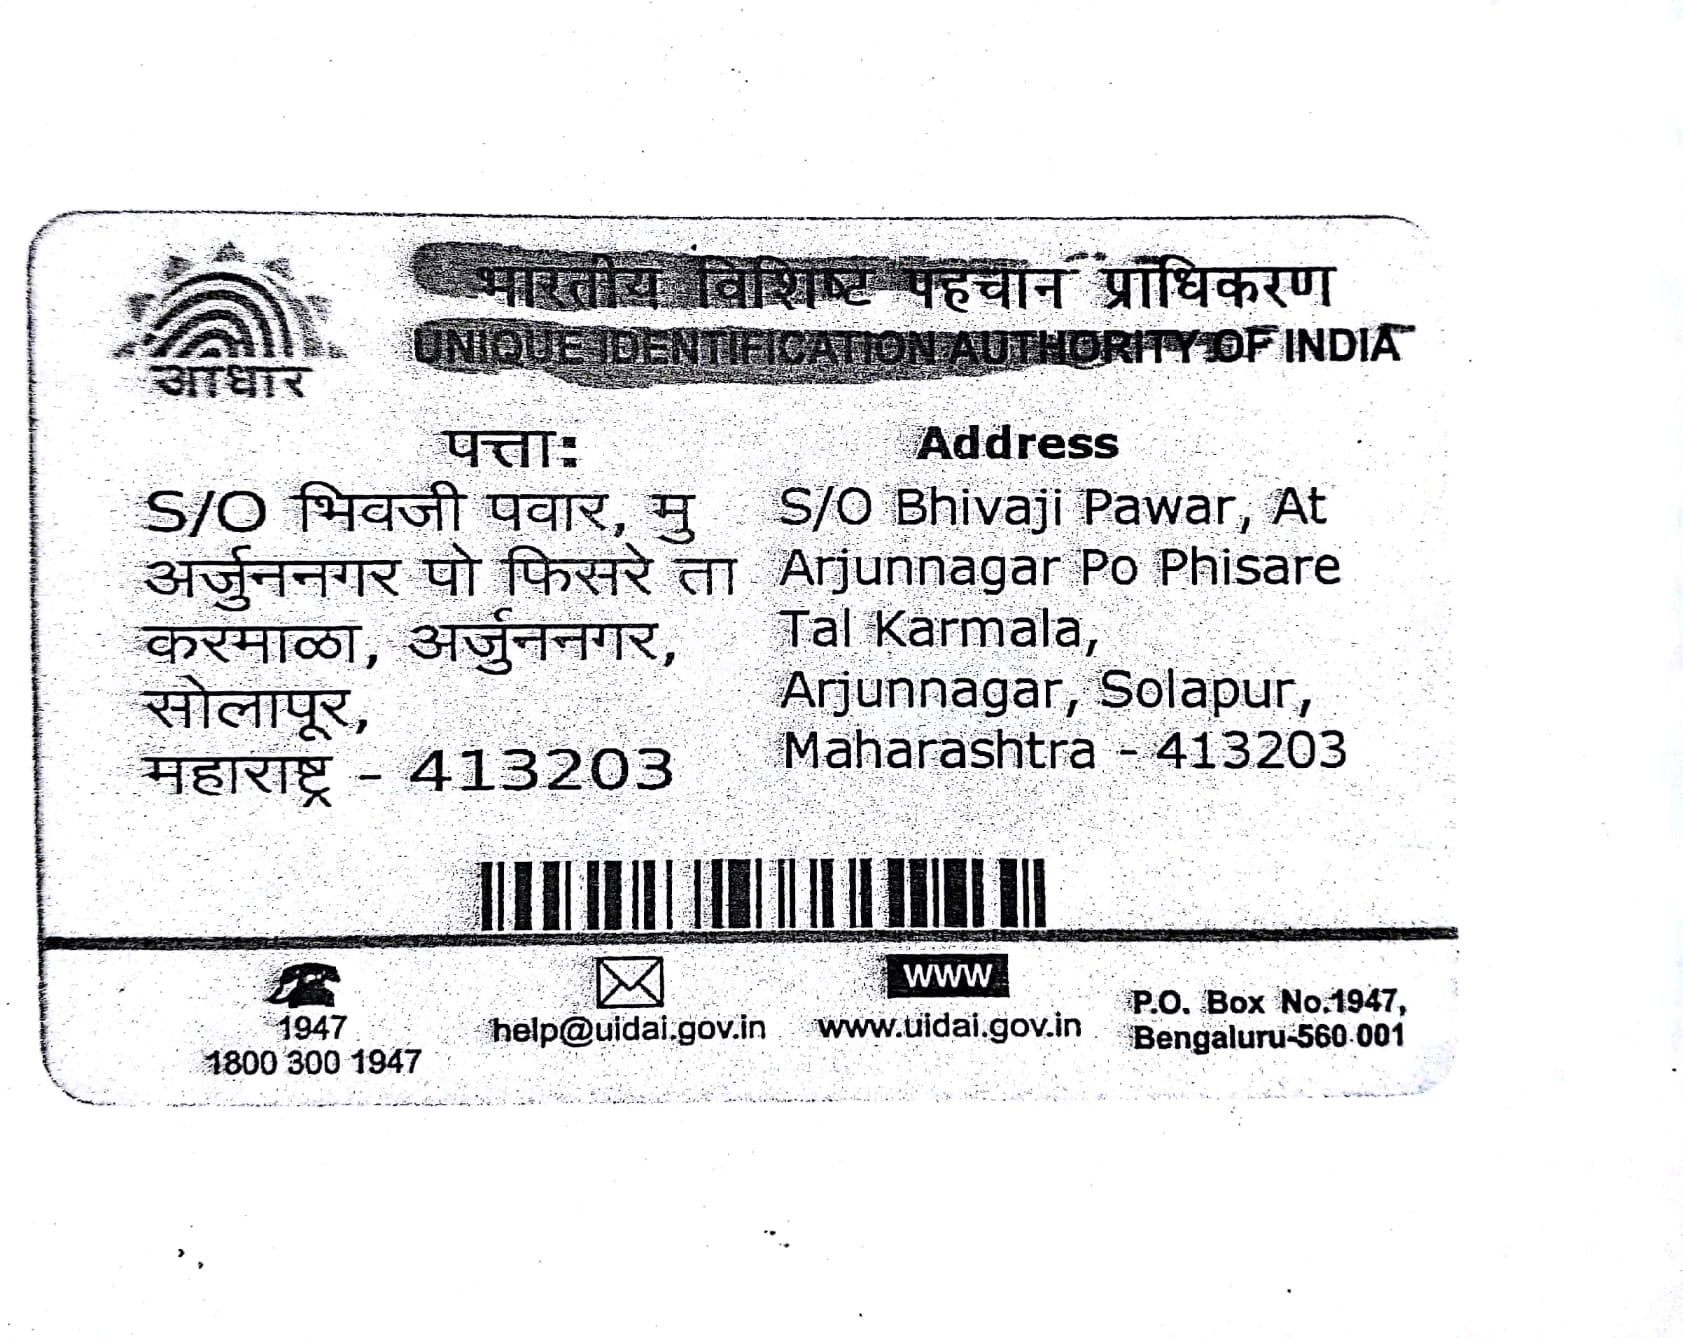 आधार
भारतीय विशिष्ट पहचान प्राधिकरण
UNIQUE IDENTIFICATION AUTHORITY OF INDIA
पत्ता:
S/O भिवजी पवार, मु
अर्जुननगर पो फिसरे ता
करमाळा, अर्जुननगर,
सोलापूर,
महाराष्ट्र - 413203
Address
S/O Bhivaji Pawar, At
Arjunnagar Po Phisare
Tal Karmala,
Arjunnagar, Solapur,
Maharashtra - 413203
1947
1800 300 1947
help@uidai.gov.in
www
www.uidai.gov.in
P.O. Box No.1947,
Bengaluru-560 001